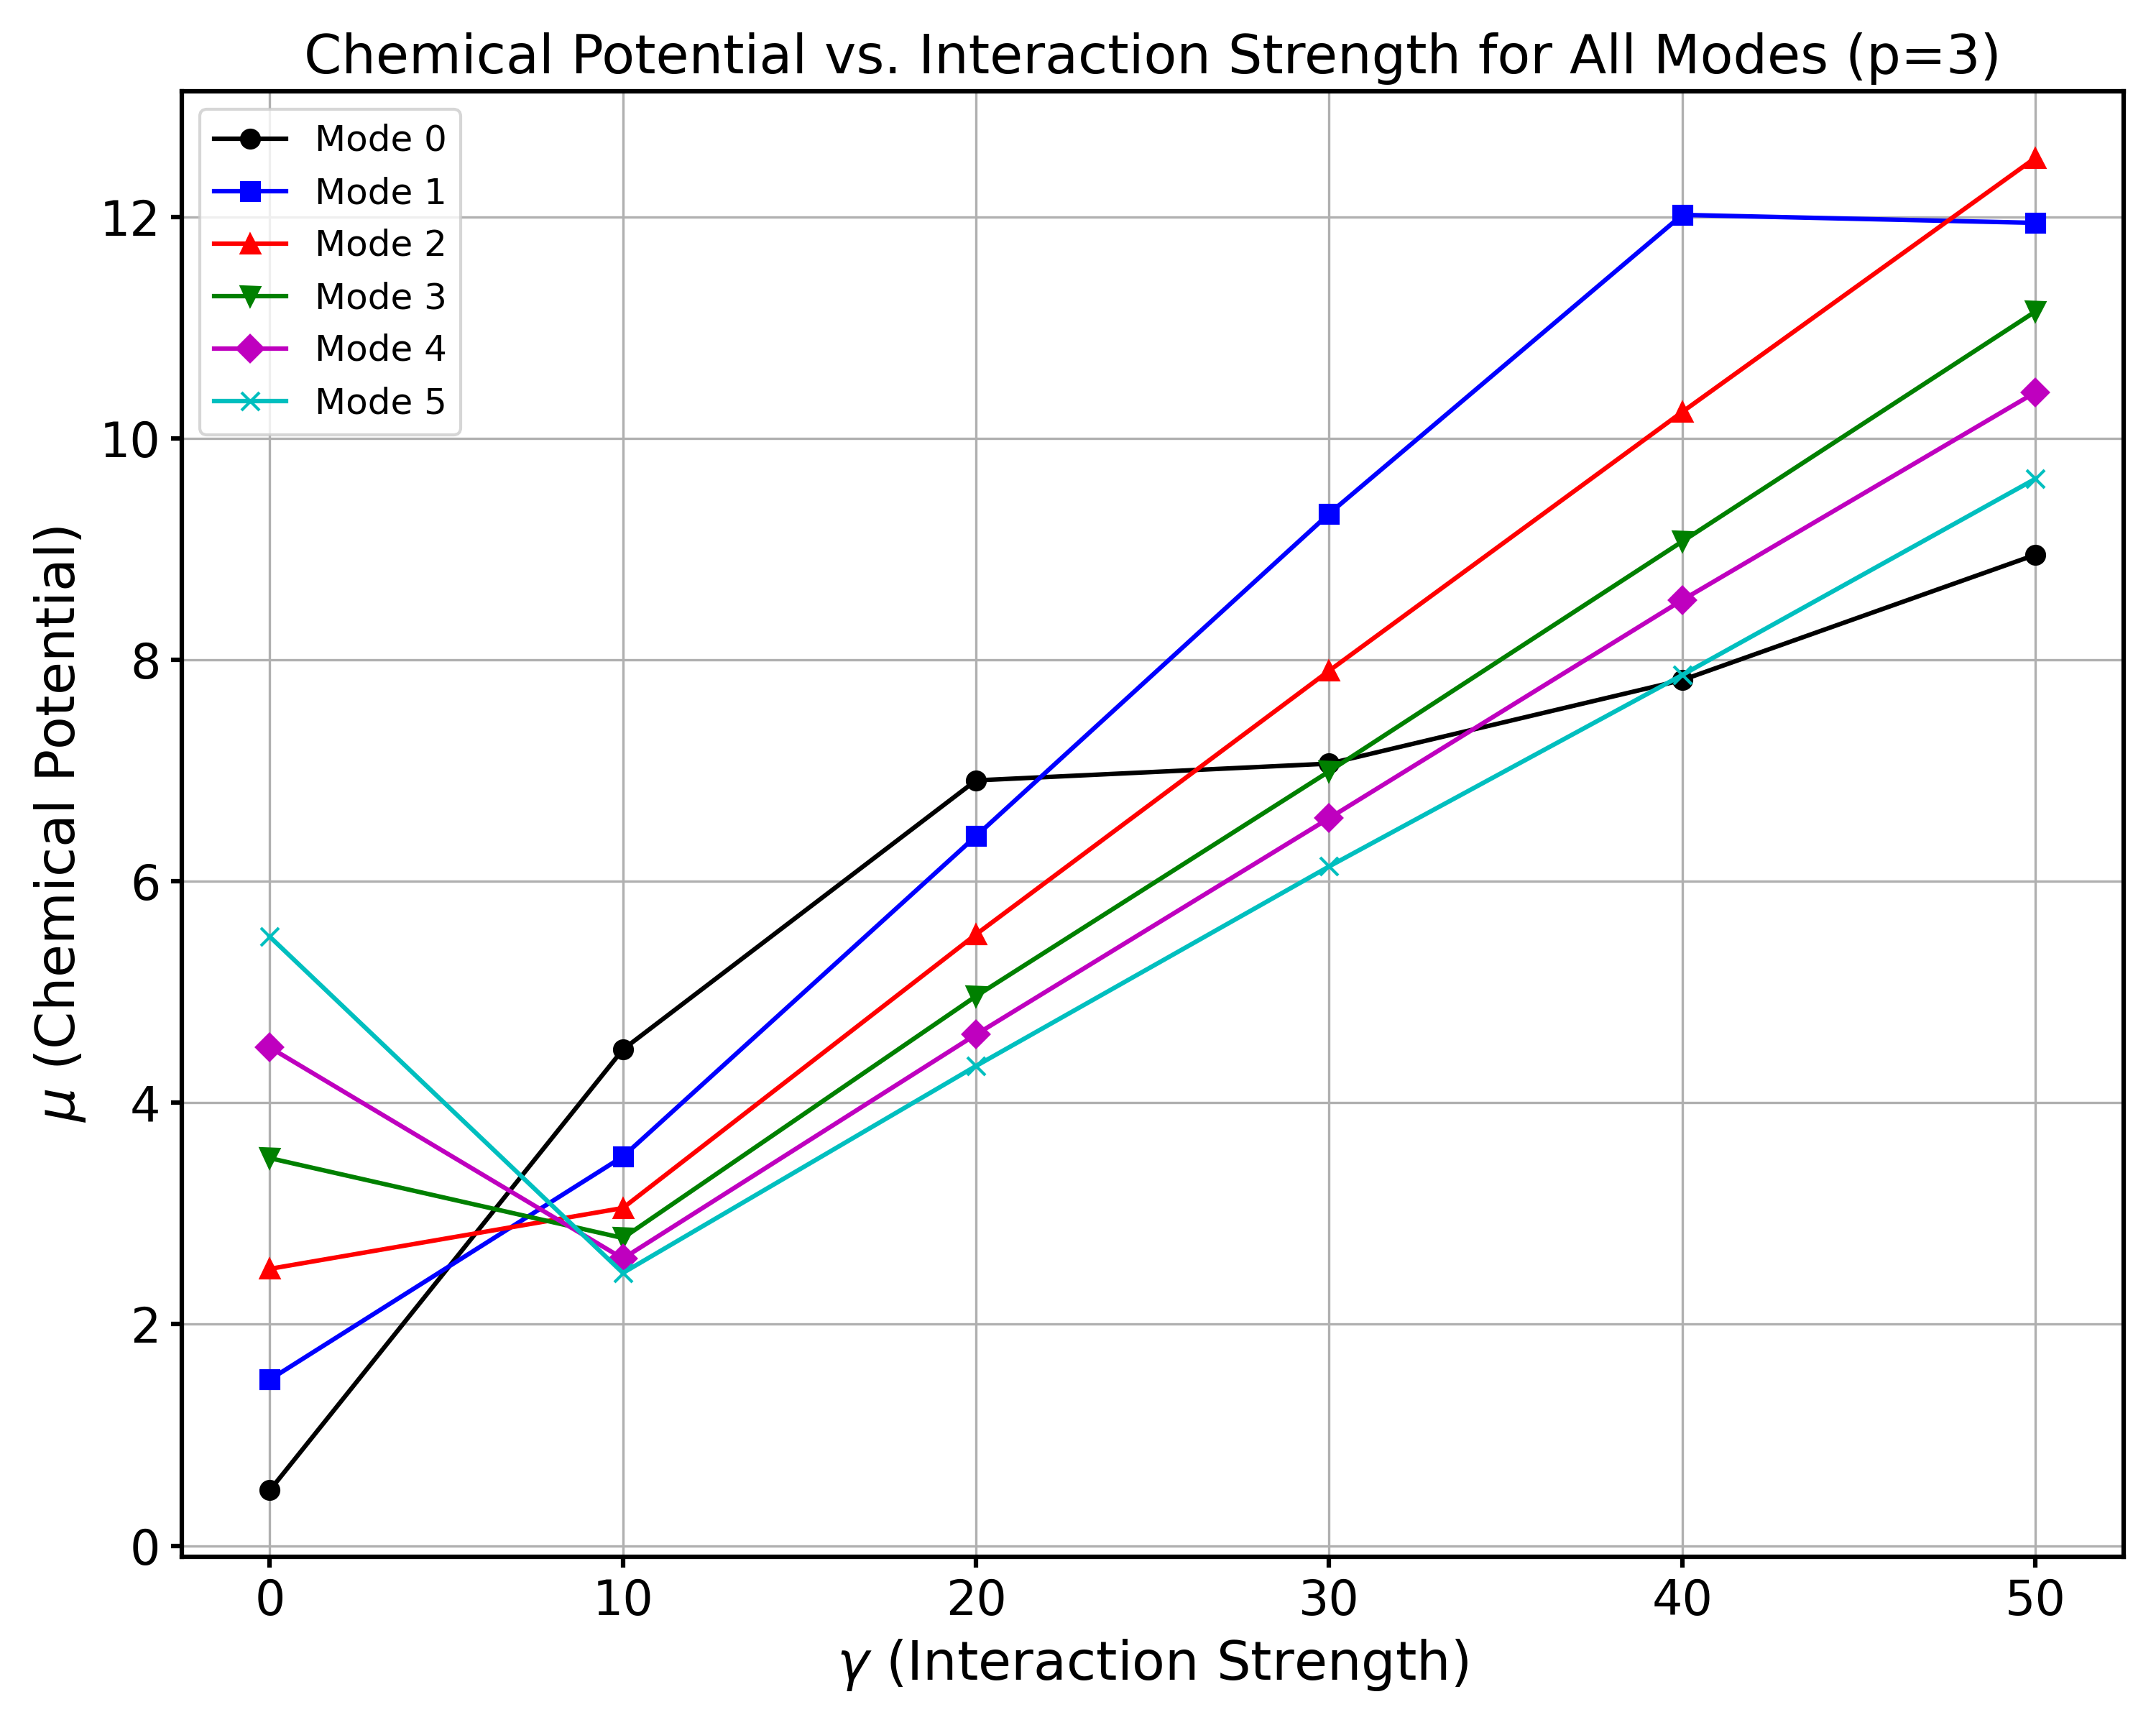 Chemical Potential vs. Interaction Strength for All Modes (p=3)
Mode 0
Mode 1
Mode 2
Mode 3
Mode 4
Mode 5
μ (Chemical Potential)
12
10
8
6
4
2
0
0 10 20 30 40 50
γ (Interaction Strength)